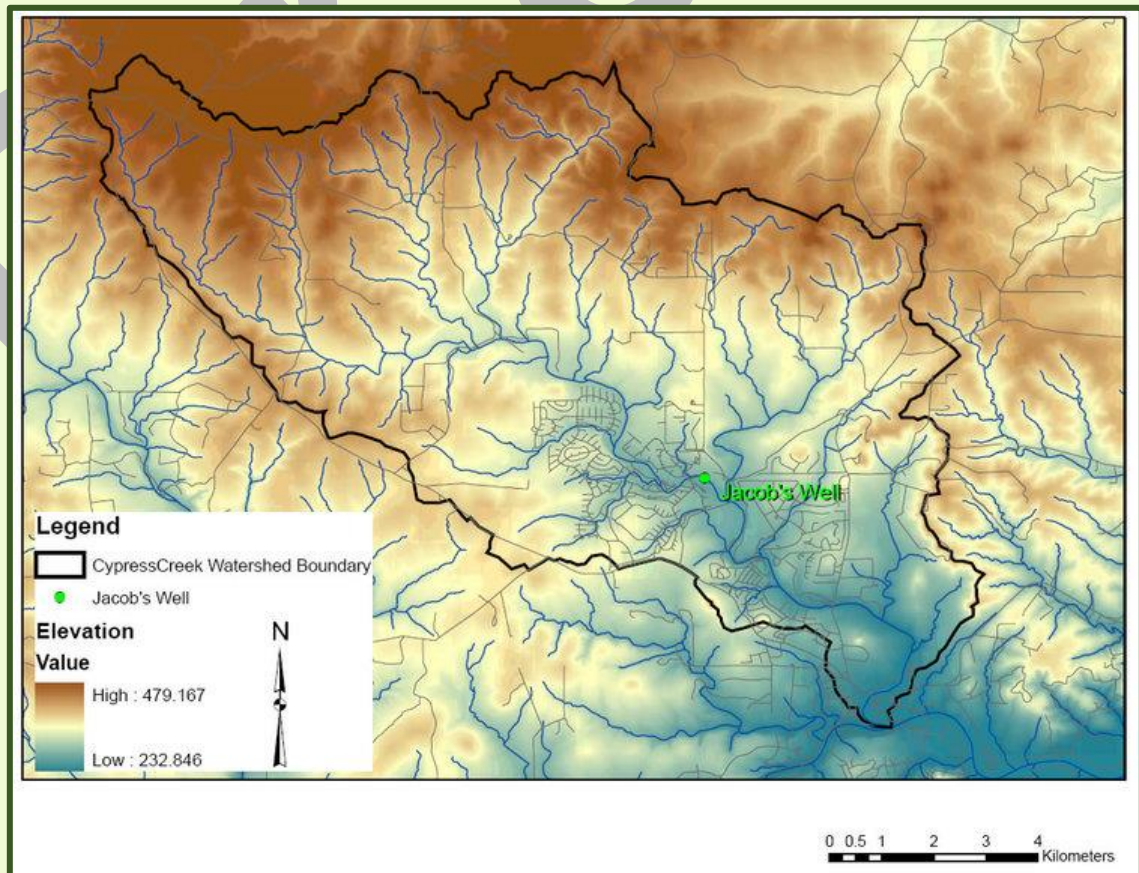 Jacob's Well
Legend
CypressCreek Watershed Boundary
Jacob's Well
Elevation
Value
High : 479.167
Low : 232.846
N
0 0.5 1 2 3 4
Kilometers